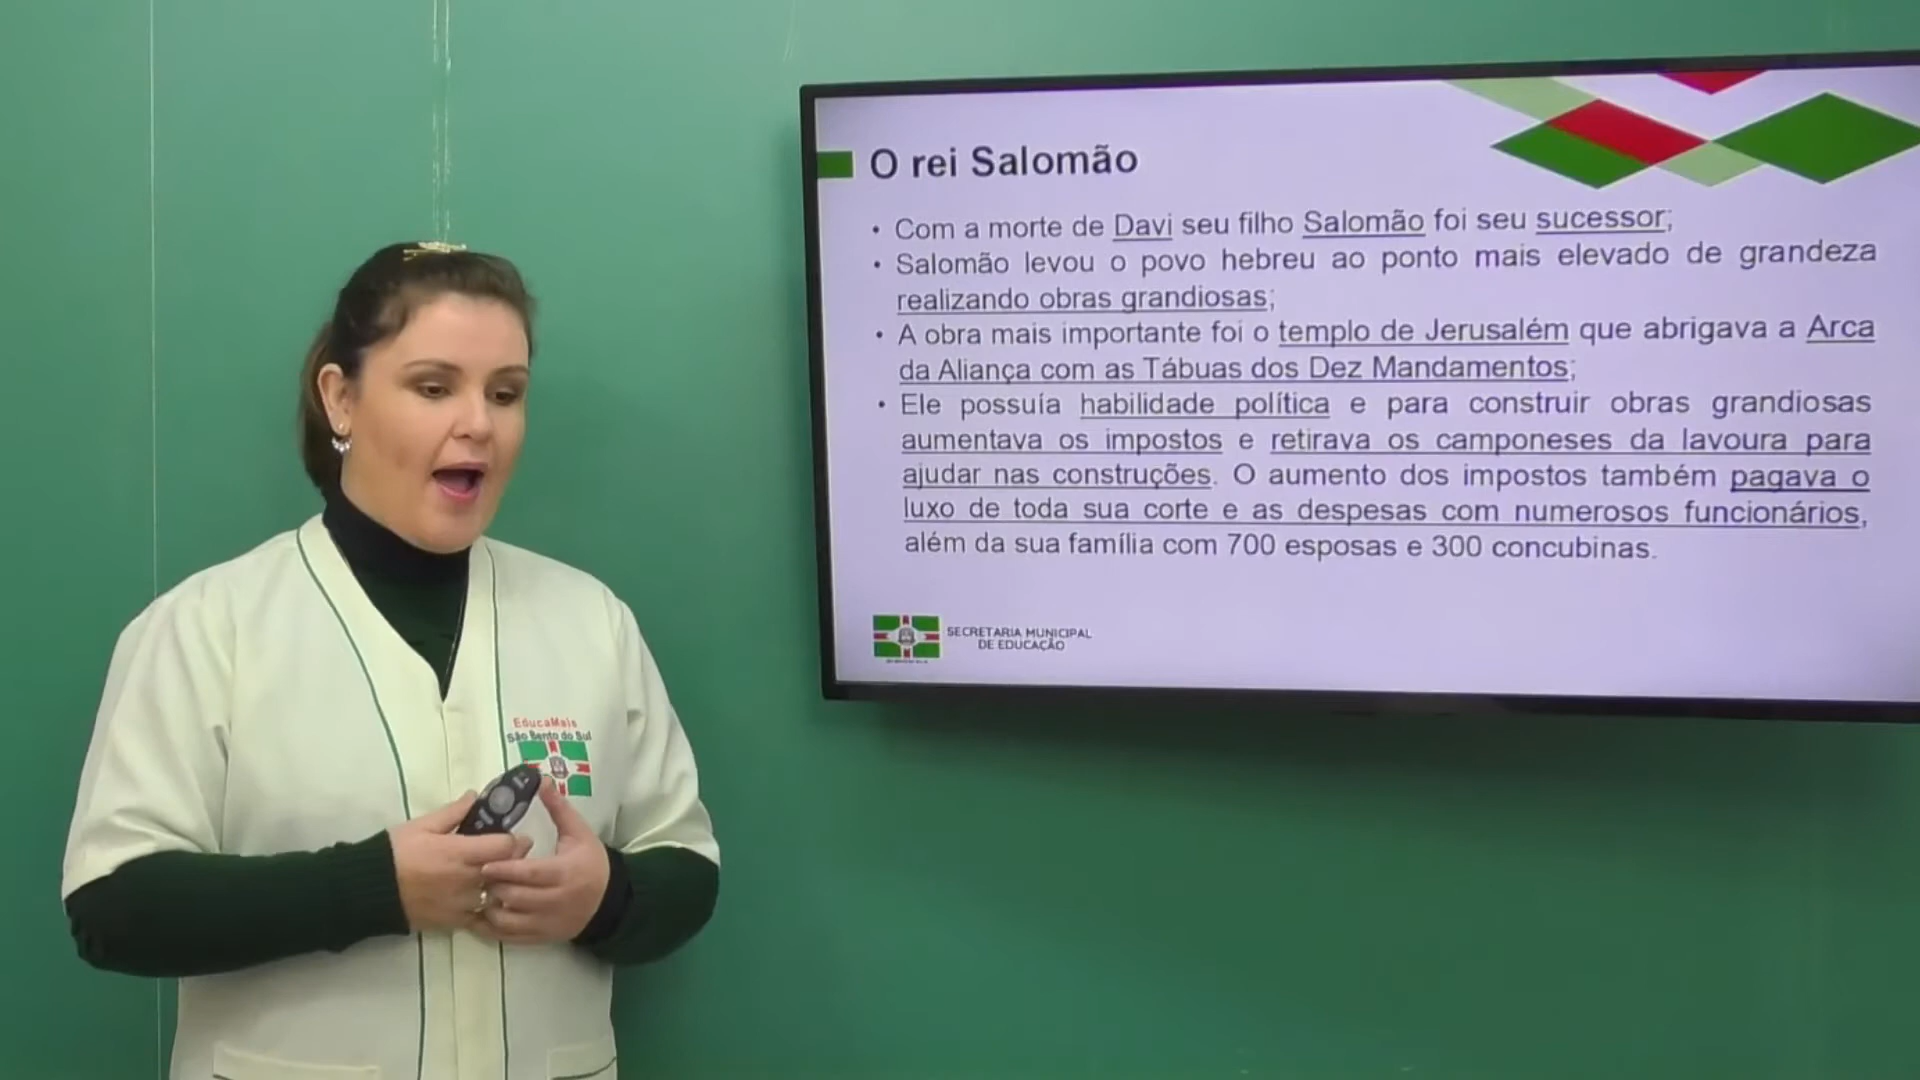 O rei Salomão
• Com a morte de Davi seu filho Salomão foi seu sucessor;
• Salomão levou o povo hebreu ao ponto mais elevado de grandeza
realizando obras grandiosas;
• A obra mais importante foi o templo de Jerusalém que abrigava a Arca
da Aliança com as Tábuas dos Dez Mandamentos;
• Ele possuía habilidade política e para construir obras grandiosas
aumentava os impostos e retirava os camponeses da lavoura para
ajudar nas construções. O aumento dos impostos também pagava o
luxo de toda sua corte e as despesas com numerosos funcionários,
além da sua família com 700 esposas e 300 concubinas.
SECRETARIA MUNICIPAL
DE EDUCAÇÃO
EducaMais
São Bento do Sul